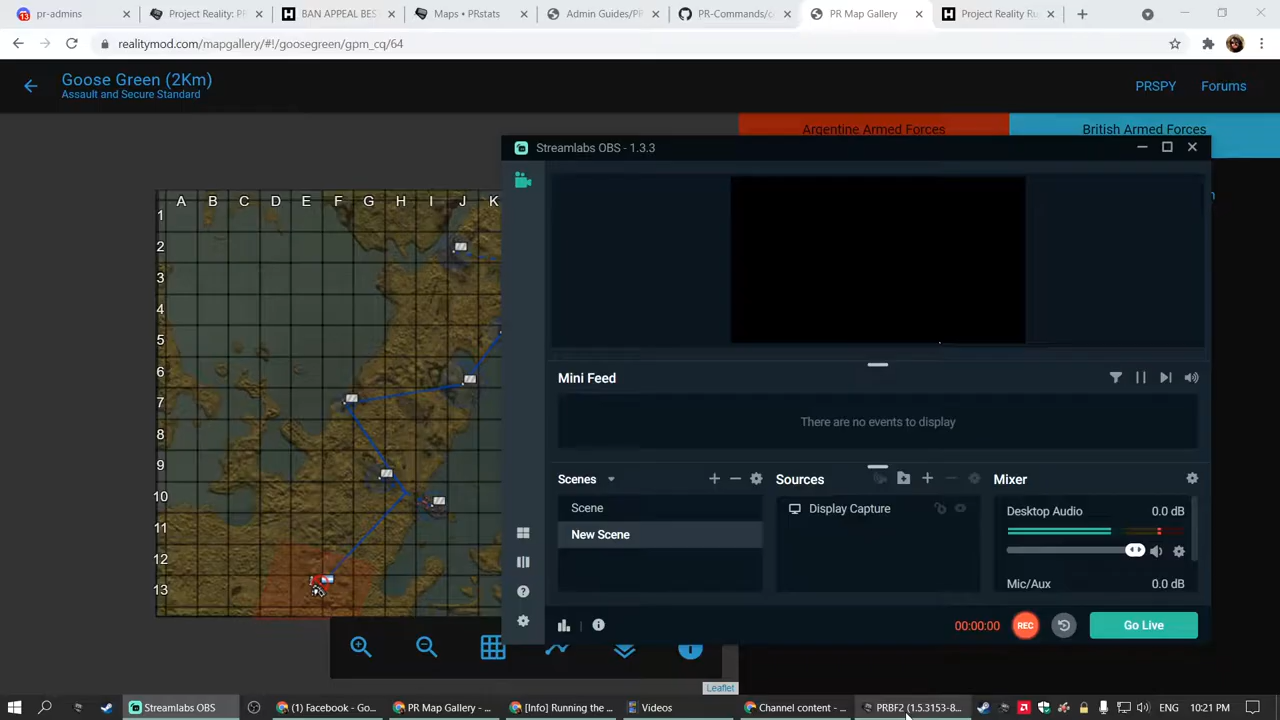 13
pr-admins
Project Reality: P
BAN APPEAL BES
Maps • PRstats
Admin Guides/PR
PR-Commands/c
PR Map Gallery
Project Reality Ru
realitymod.com/mapgallery/#!/goosegreen/gpm_cq/64
Goose Green (2Km)
Assault and Secure Standard
PRSPY
Forums
Argentine Armed Forces
British Armed Forces
Streamlabs OBS - 1.3.3
A B C D E F G H I J K
1
2
3
4
5
6
7
8
9
10
11
12
13
Mini Feed
There are no events to display
Scenes
Sources
Mixer
Scene
New Scene
Display Capture
Desktop Audio
0.0 dB
Mic/Aux
0.0 dB
00:00:00
REC
Go Live
Leaflet
Streamlabs OBS
(1) Facebook - Go...
PR Map Gallery ...
[Info] Running the ...
Videos
Channel content - ...
PRBF2 (1.5.3153-8...
10:21 PM